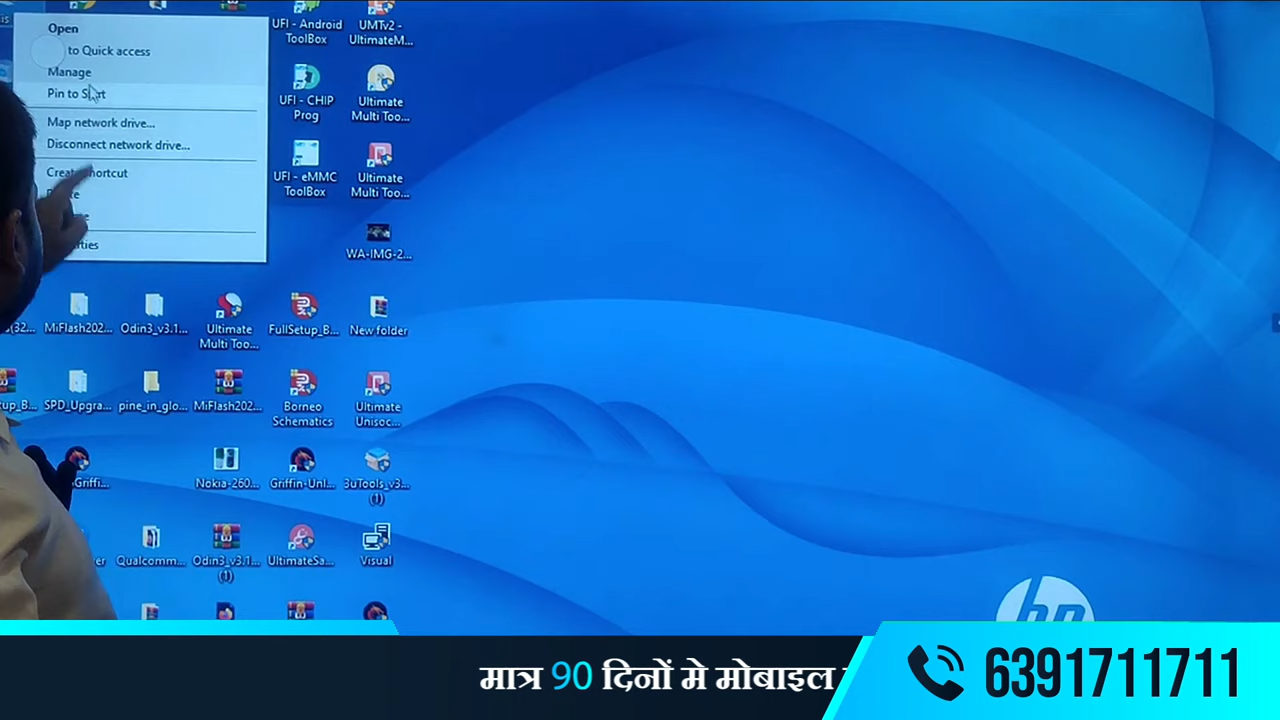 Open
to Quick access
Manage
Pin to Start
Map network drive...
Disconnect network drive...
Create shortcut
UFI - Android
ToolBox
UMTv2 -
UltimateM...
UFI - CHIP
Prog
Ultimate
Multi Too...
UFI - eMMC
ToolBox
Ultimate
Multi Too...
WA-IMG-2...
MiFlash202...
Odin3_v3.1...
Ultimate
Multi Too...
FullSetup_B...
New folder
SPD_Upgra...
pine_in_glo...
MiFlash202...
Borneo
Schematics
Ultimate
Unisoc...
Griffi...
Nokia-260...
Griffin-Unl...
3uTools_v3...
(1)
Qualcomm...
Odin3_v3.1...
(1)
UltimateSa...
Visual
hp
मात्र 90 दिनों मे मोबाइल
6391711711